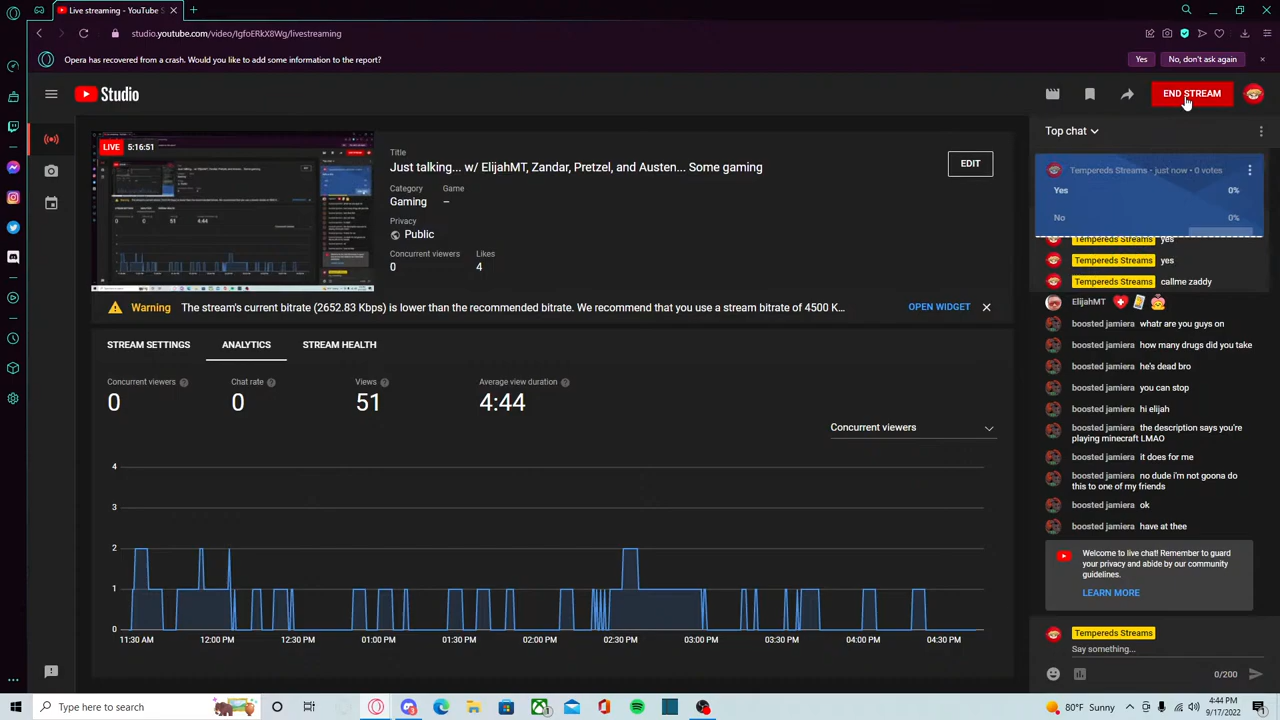 Live streaming - YouTube S
studio.youtube.com/video/IgfoERkX8Wg/livestreaming
Opera has recovered from a crash. Would you like to add some information to the report?
Yes
No, don't ask again
Studio
END STREAM
LIVE 5:16:51
Title
Just talking... w/ ElijahMT, Zandar, Pretzel, and Austen... Some gaming
EDIT
Category Game
Gaming –
Privacy
Public
Concurrent viewers Likes
0 4
Warning The stream's current bitrate (2652.83 Kbps) is lower than the recommended bitrate. We recommend that you use a stream bitrate of 4500 K...
OPEN WIDGET
STREAM SETTINGS ANALYTICS STREAM HEALTH
Concurrent viewers Chat rate Views Average view duration
0 0 51 4:44
Concurrent viewers
4
3
2
1
0
11:30 AM 12:00 PM 12:30 PM 01:00 PM 01:30 PM 02:00 PM 02:30 PM 03:00 PM 03:30 PM 04:00 PM 04:30 PM
Top chat
Tempereds Streams - just now - 0 votes
Yes 0%
No 0%
Tempereds Streams yes
Tempereds Streams yes
Tempereds Streams callme zaddy
ElijahMT
boosted jamiera whatr are you guys on
boosted jamiera how many drugs did you take
boosted jamiera he's dead bro
boosted jamiera you can stop
boosted jamiera hi elijah
boosted jamiera the description says you're
playing minecraft LMAO
boosted jamiera it does for me
boosted jamiera no dude i'm not goona do
this to one of my friends
boosted jamiera ok
boosted jamiera have at thee
Welcome to live chat! Remember to guard
your privacy and abide by our community
guidelines.
LEARN MORE
Tempereds Streams
Say something...
0/200
Type here to search
80°F Sunny
4:44 PM
9/17/2022